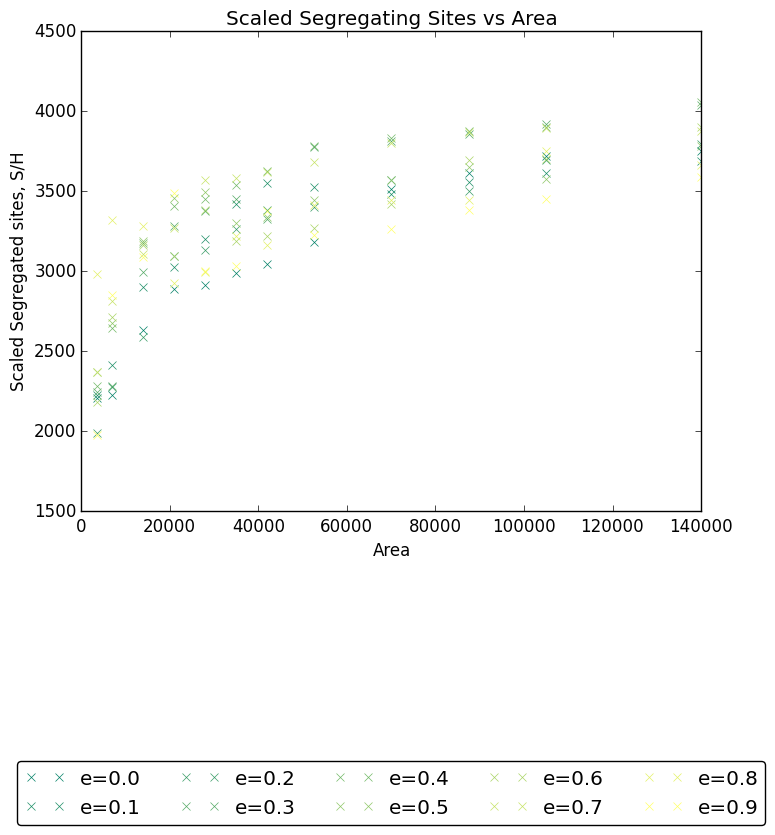 Scaled Segregating Sites vs Area
4500
4000
3500
3000
2500
2000
1500
Scaled Segregated sites, S/H
0 20000 40000 60000 80000 100000 120000 140000
Area
e=0.0 e=0.2 e=0.4 e=0.6 e=0.8
e=0.1 e=0.3 e=0.5 e=0.7 e=0.9